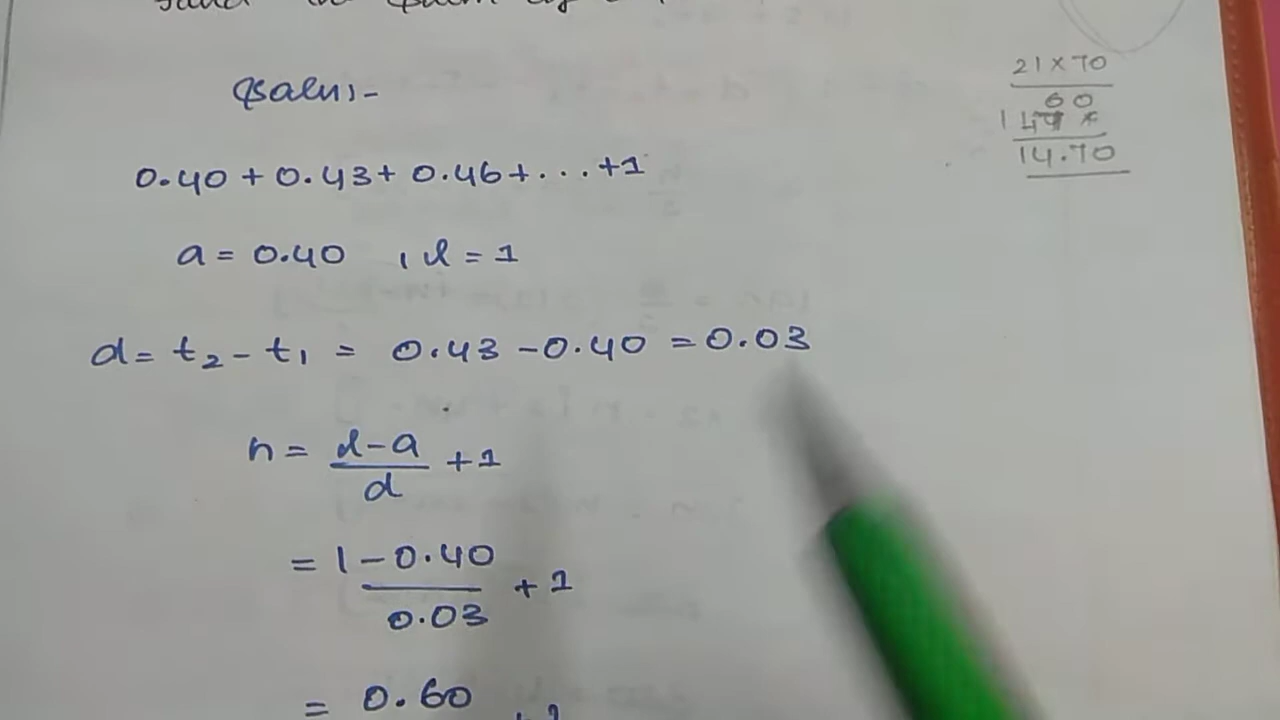 0.40 + 0.43 + 0.46 + ... + 1
a = 0.40 , l = 1
d = t₂ - t₁ = 0.43 - 0.40 = 0.03
n = l-a / d + 1
= 1 - 0.40 / 0.03 + 1
= 0.60 + 1
21 × 70
60
14.70